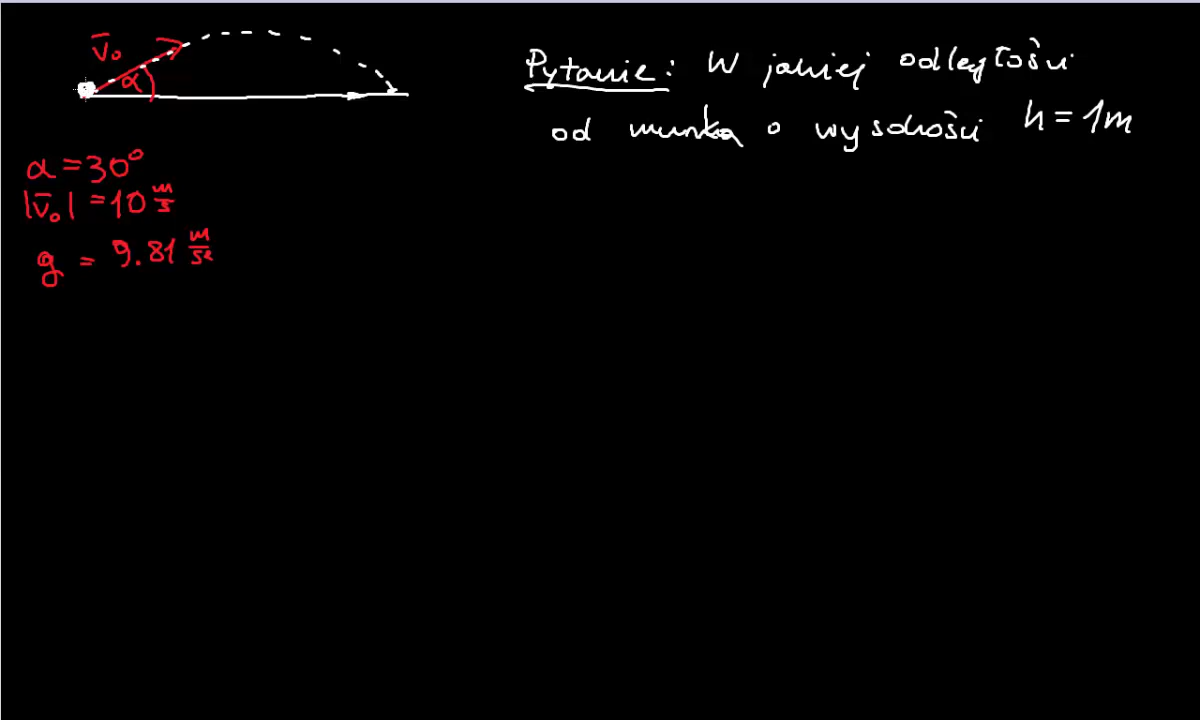 v̄₀
α
Pytanie: W jakiej odległości
od murka o wysokości h = 1m
α = 30°
|v̄₀| = 10 m/s
g = 9.81 m/s²